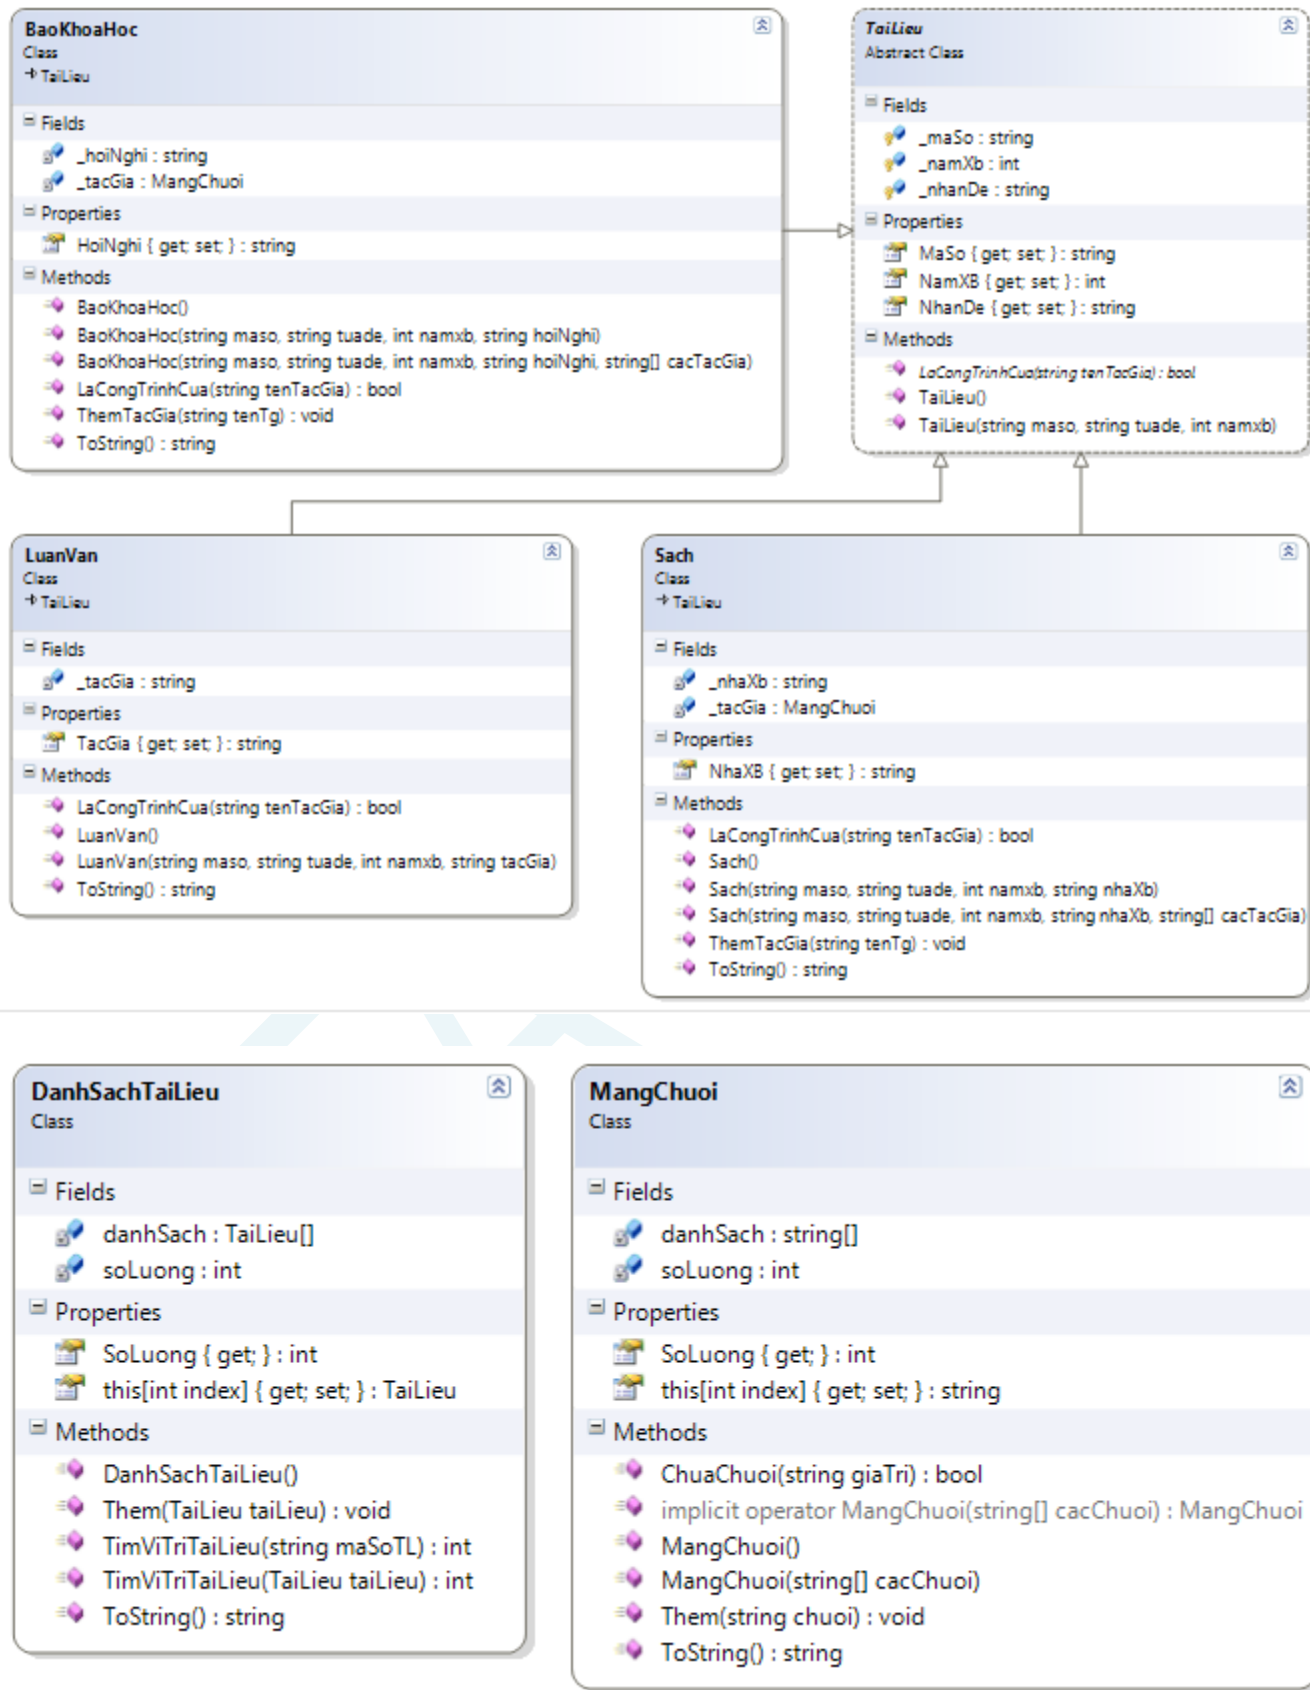 BaoKhoaHoc
Class
TaiLieu
Fields
_hoiNghi : string
_tacGia : MangChuoi
Properties
HoiNghi { get; set; } : string
Methods
BaoKhoaHoc()
BaoKhoaHoc(string maso, string tuade, int namxb, string hoiNghi)
BaoKhoaHoc(string maso, string tuade, int namxb, string hoiNghi, string[] cacTacGia)
LaCongTrinhCua(string tenTacGia) : bool
ThemTacGia(string tenTg) : void
ToString() : string
TaiLieu
Abstract Class
Fields
_maSo : string
_namXb : int
_nhanDe : string
Properties
MaSo { get; set; } : string
NamXB { get; set; } : int
NhanDe { get; set; } : string
Methods
LaCongTrinhCua(string tenTacGia) : bool
TaiLieu()
TaiLieu(string maso, string tuade, int namxb)
LuanVan
Class
TaiLieu
Fields
_tacGia : string
Properties
TacGia { get; set; } : string
Methods
LaCongTrinhCua(string tenTacGia) : bool
LuanVan()
LuanVan(string maso, string tuade, int namxb, string tacGia)
ToString() : string
Sach
Class
TaiLieu
Fields
_nhaXb : string
_tacGia : MangChuoi
Properties
NhaXB { get; set; } : string
Methods
LaCongTrinhCua(string tenTacGia) : bool
Sach()
Sach(string maso, string tuade, int namxb, string nhaXb)
Sach(string maso, string tuade, int namxb, string nhaXb, string[] cacTacGia)
ThemTacGia(string tenTg) : void
ToString() : string
DanhSachTaiLieu
Class
Fields
danhSach : TaiLieu[]
soLuong : int
Properties
SoLuong { get; } : int
this[int index] { get; set; } : TaiLieu
Methods
DanhSachTaiLieu()
Them(TaiLieu taiLieu) : void
TimViTriTaiLieu(string maSoTL) : int
TimViTriTaiLieu(TaiLieu taiLieu) : int
ToString() : string
MangChuoi
Class
Fields
danhSach : string[]
soLuong : int
Properties
SoLuong { get; } : int
this[int index] { get; set; } : string
Methods
ChuaChuoi(string giaTri) : bool
implicit operator MangChuoi(string[] cacChuoi) : MangChuoi
MangChuoi()
MangChuoi(string[] cacChuoi)
Them(string chuoi) : void
ToString() : string